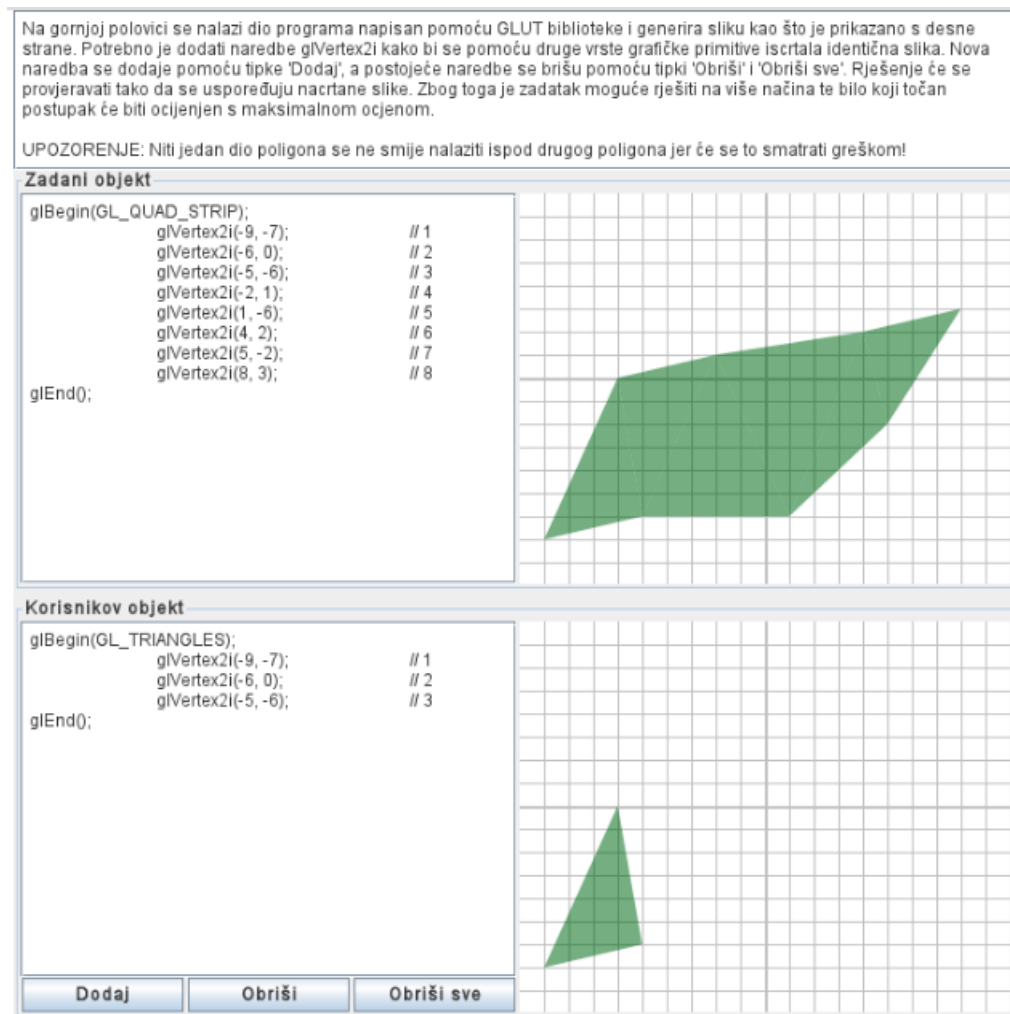 Na gornjoj polovici se nalazi dio programa napisan pomoću GLUT biblioteke i generira sliku kao što je prikazano s desne
strane. Potrebno je dodati naredbe glVertex2i kako bi se pomoću druge vrste grafičke primitive iscrtala identična slika. Nova
naredba se dodaje pomoću tipke 'Dodaj', a postojeće naredbe se brišu pomoću tipki 'Obriši' i 'Obriši sve'. Rješenje će se
provjeravati tako da se uspoređuju nacrtane slike. Zbog toga je zadatak moguće rješiti na više načina te bilo koji točan
postupak će biti ocijenjen s maksimalnom ocjenom.
UPOZORENJE: Niti jedan dio poligona se ne smije nalaziti ispod drugog poligona jer će se to smatrati greškom!
Zadani objekt
glBegin(GL_QUAD_STRIP);
glVertex2i(-9, -7); // 1
glVertex2i(-6, 0); // 2
glVertex2i(-5, -6); // 3
glVertex2i(-2, 1); // 4
glVertex2i(1, -6); // 5
glVertex2i(4, 2); // 6
glVertex2i(5, -2); // 7
glVertex2i(8, 3); // 8
glEnd();
Korisnikov objekt
glBegin(GL_TRIANGLES);
glVertex2i(-9, -7); // 1
glVertex2i(-6, 0); // 2
glVertex2i(-5, -6); // 3
glEnd();
Dodaj Obriši Obriši sve